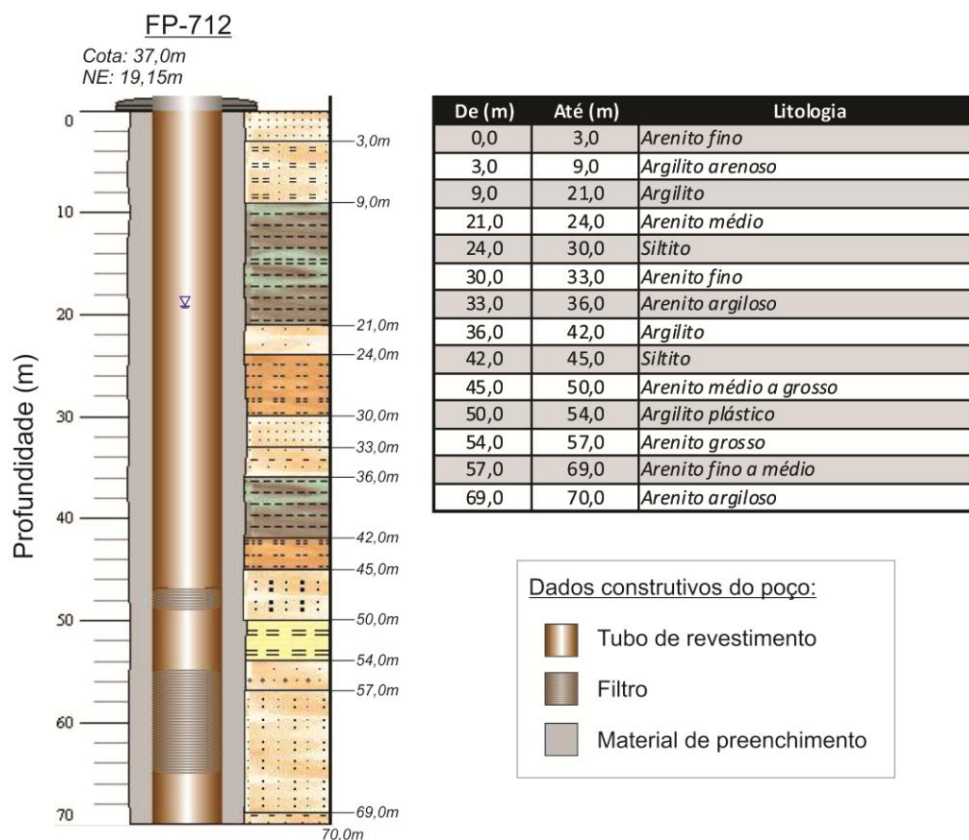 FP-712
Cota: 37,0m
NE: 19,15m
Profundidade (m)
0
10
20
30
40
50
60
70
3,0m
9,0m
21,0m
24,0m
30,0m
33,0m
36,0m
42,0m
45,0m
50,0m
54,0m
57,0m
69,0m
70,0m
De (m) Até (m) Litologia
0,0 3,0 Arenito fino
3,0 9,0 Argilito arenoso
9,0 21,0 Argilito
21,0 24,0 Arenito médio
24,0 30,0 Siltito
30,0 33,0 Arenito fino
33,0 36,0 Arenito argiloso
36,0 42,0 Argilito
42,0 45,0 Siltito
45,0 50,0 Arenito médio a grosso
50,0 54,0 Argilito plástico
54,0 57,0 Arenito grosso
57,0 69,0 Arenito fino a médio
69,0 70,0 Arenito argiloso
Dados construtivos do poço:
Tubo de revestimento
Filtro
Material de preenchimento